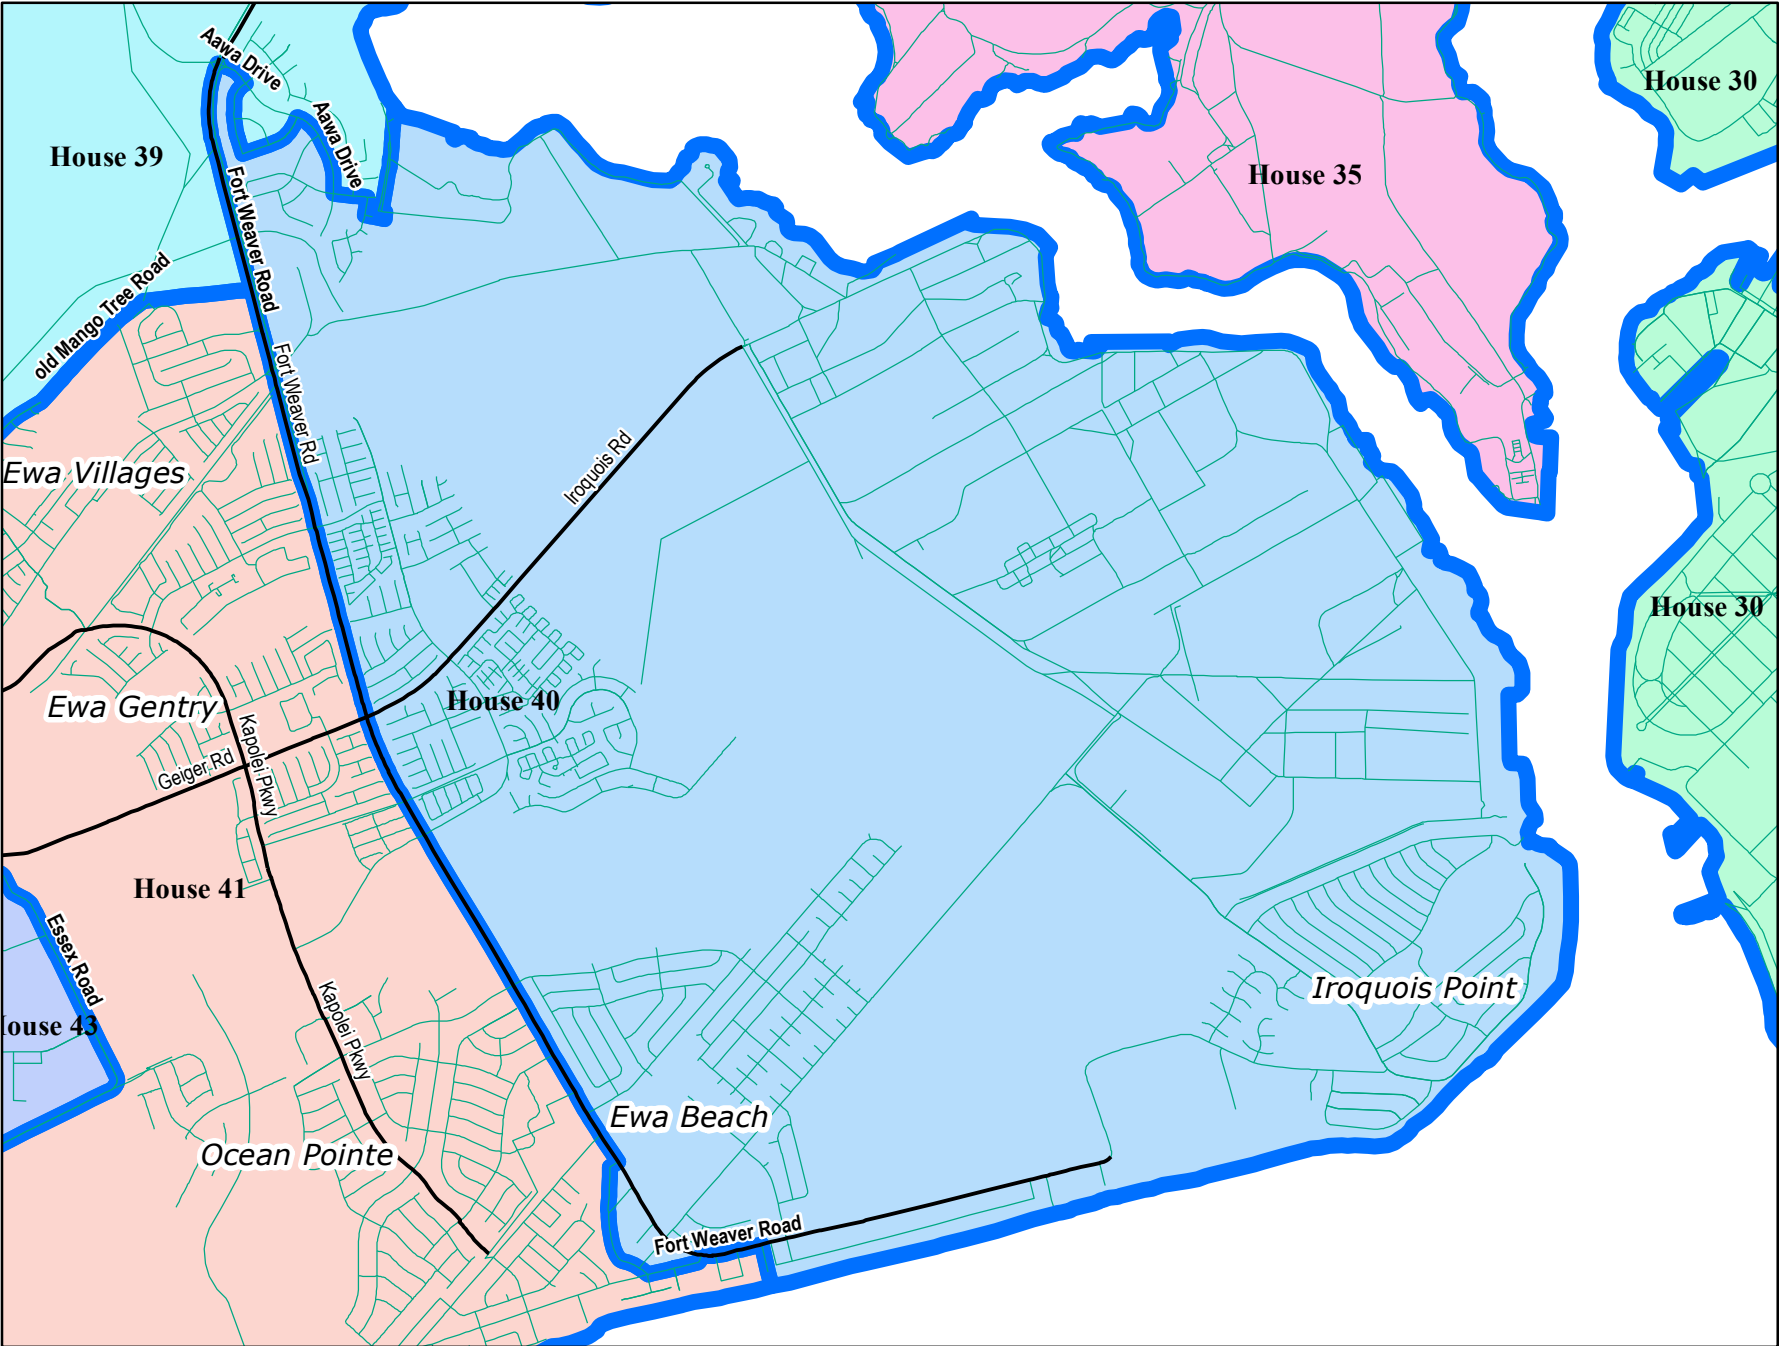 Aawa Drive
House 30
Aawa Drive
House 39
House 35
Fort Weaver Road
old Mango Tree Road
Fort Weaver Rd
Ewa Villages
Iroquois Rd
House 30
House 40
Ewa Gentry
Kapolei Pkwy
Geiger Rd
House 41
Essex Road
Iroquois Point
Kapolei Pkwy
ouse 43
Ewa Beach
Ocean Pointe
Fort Weaver Road